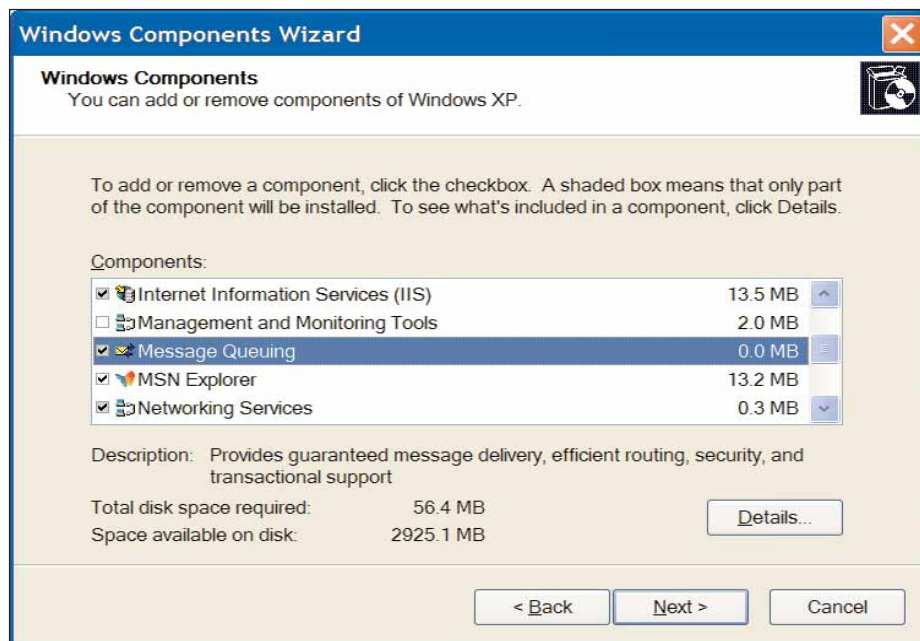 Windows Components Wizard
Windows Components
You can add or remove components of Windows XP.
To add or remove a component, click the checkbox. A shaded box means that only part
of the component will be installed. To see what's included in a component, click Details.
Components:
Internet Information Services (IIS) 13.5 MB
Management and Monitoring Tools 2.0 MB
Message Queuing 0.0 MB
MSN Explorer 13.2 MB
Networking Services 0.3 MB
Description: Provides guaranteed message delivery, efficient routing, security, and
transactional support
Total disk space required: 56.4 MB
Space available on disk: 2925.1 MB
Details...
< Back Next > Cancel